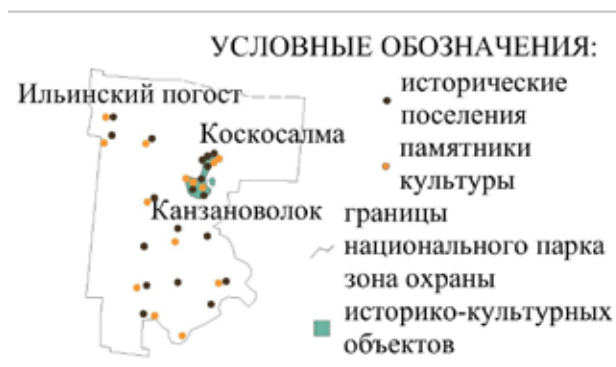 УСЛОВНЫЕ ОБОЗНАЧЕНИЯ:
исторические
поселения
памятники
культуры
границы
национального парка
зона охраны
историко-культурных
объектов
Ильинский погост
Коскосалма
Канзановолок